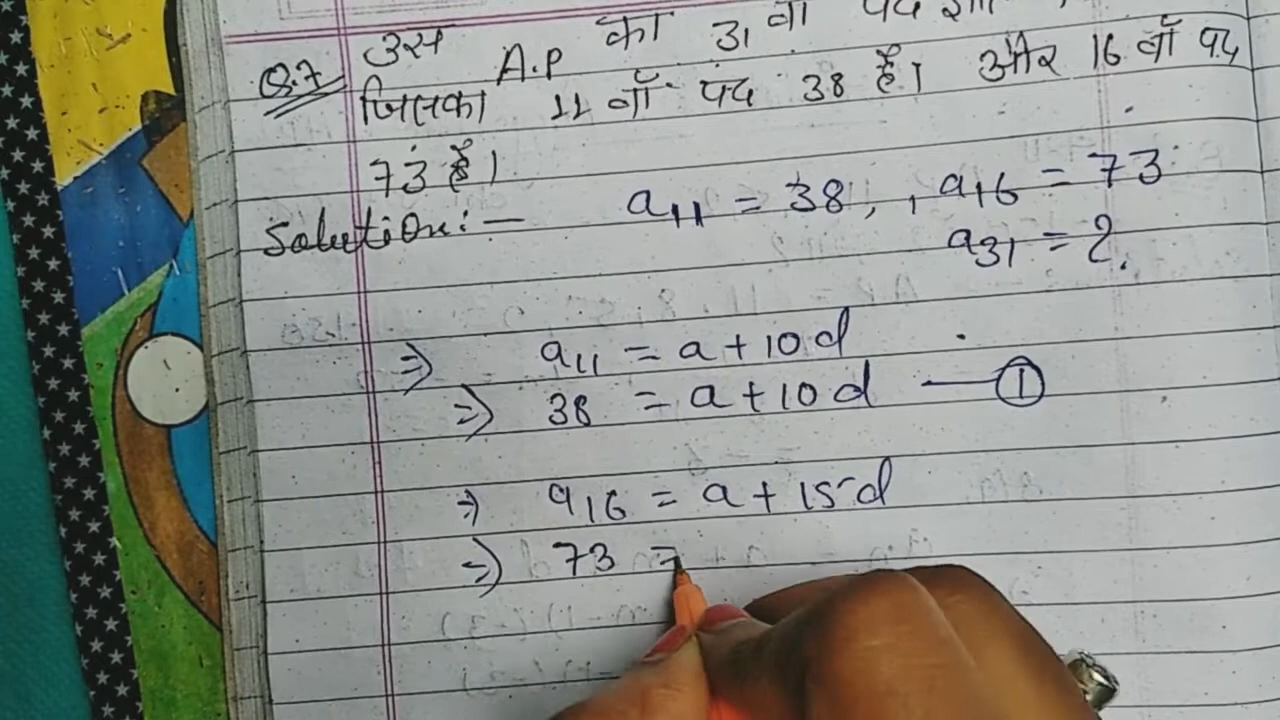 Q.7 उस A.P का 31 वाँ पद
जिसका 11 वाँ पद 38 है। और 16 वाँ पद
73 है।
Solution:— a11 = 38, , a16 = 73
a31 = ?
⇒ a11 = a + 10d
⇒ 38 = a + 10d — ①
⇒ a16 = a + 15d
⇒ 73 =